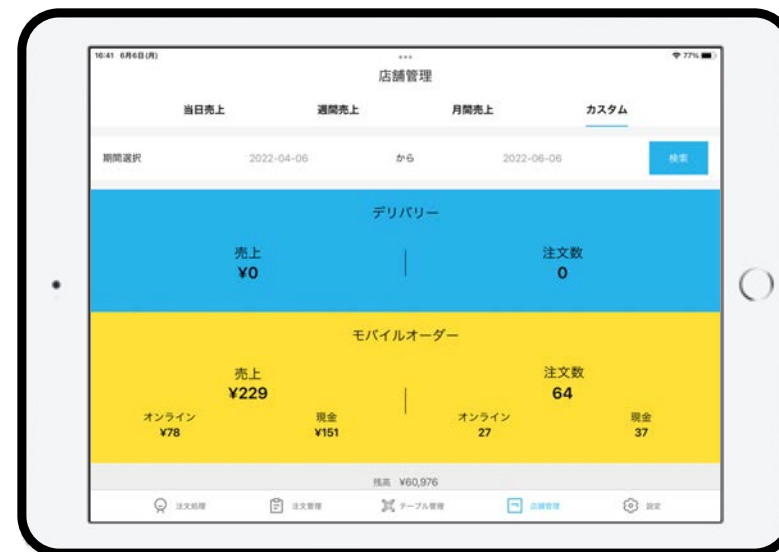 16:41 6月6日(月)
77%
店舗管理
当日売上 週間売上 月間売上 カスタム
期間選択 2022-04-06 から 2022-06-06 検索
デリバリー
売上 注文数
¥0 0
モバイルオーダー
売上 注文数
¥229 64
オンライン 現金 オンライン 現金
¥78 ¥151 27 37
残高 ¥60,976
注文処理 注文管理 テーブル管理 店舗管理 設定